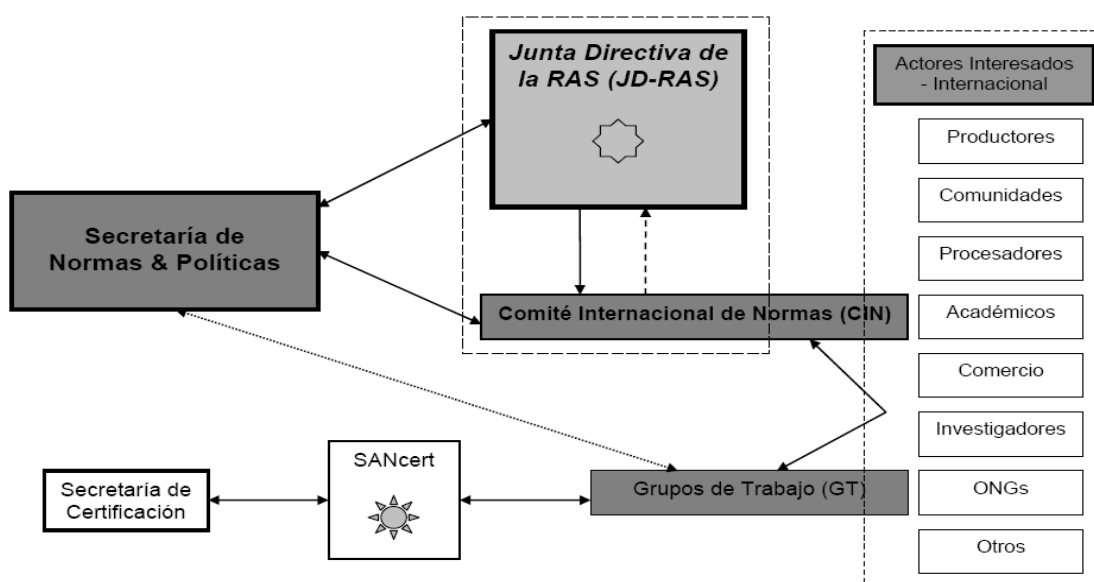 Junta Directiva de
la RAS (JD-RAS)
Actores Interesados
- Internacional
Productores
Comunidades
Procesadores
Académicos
Comercio
Investigadores
ONGs
Otros
Secretaría de
Normas & Políticas
Comité Internacional de Normas (CIN)
SANcert
Secretaría de
Certificación
Grupos de Trabajo (GT)